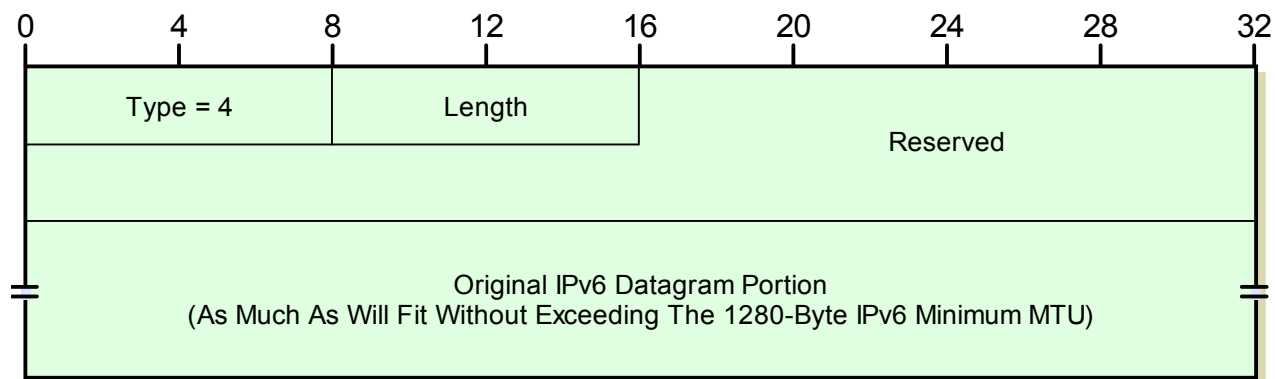 0 4 8 12 16 20 24 28 32
Type = 4 Length
Reserved
Original IPv6 Datagram Portion
(As Much As Will Fit Without Exceeding The 1280-Byte IPv6 Minimum MTU)